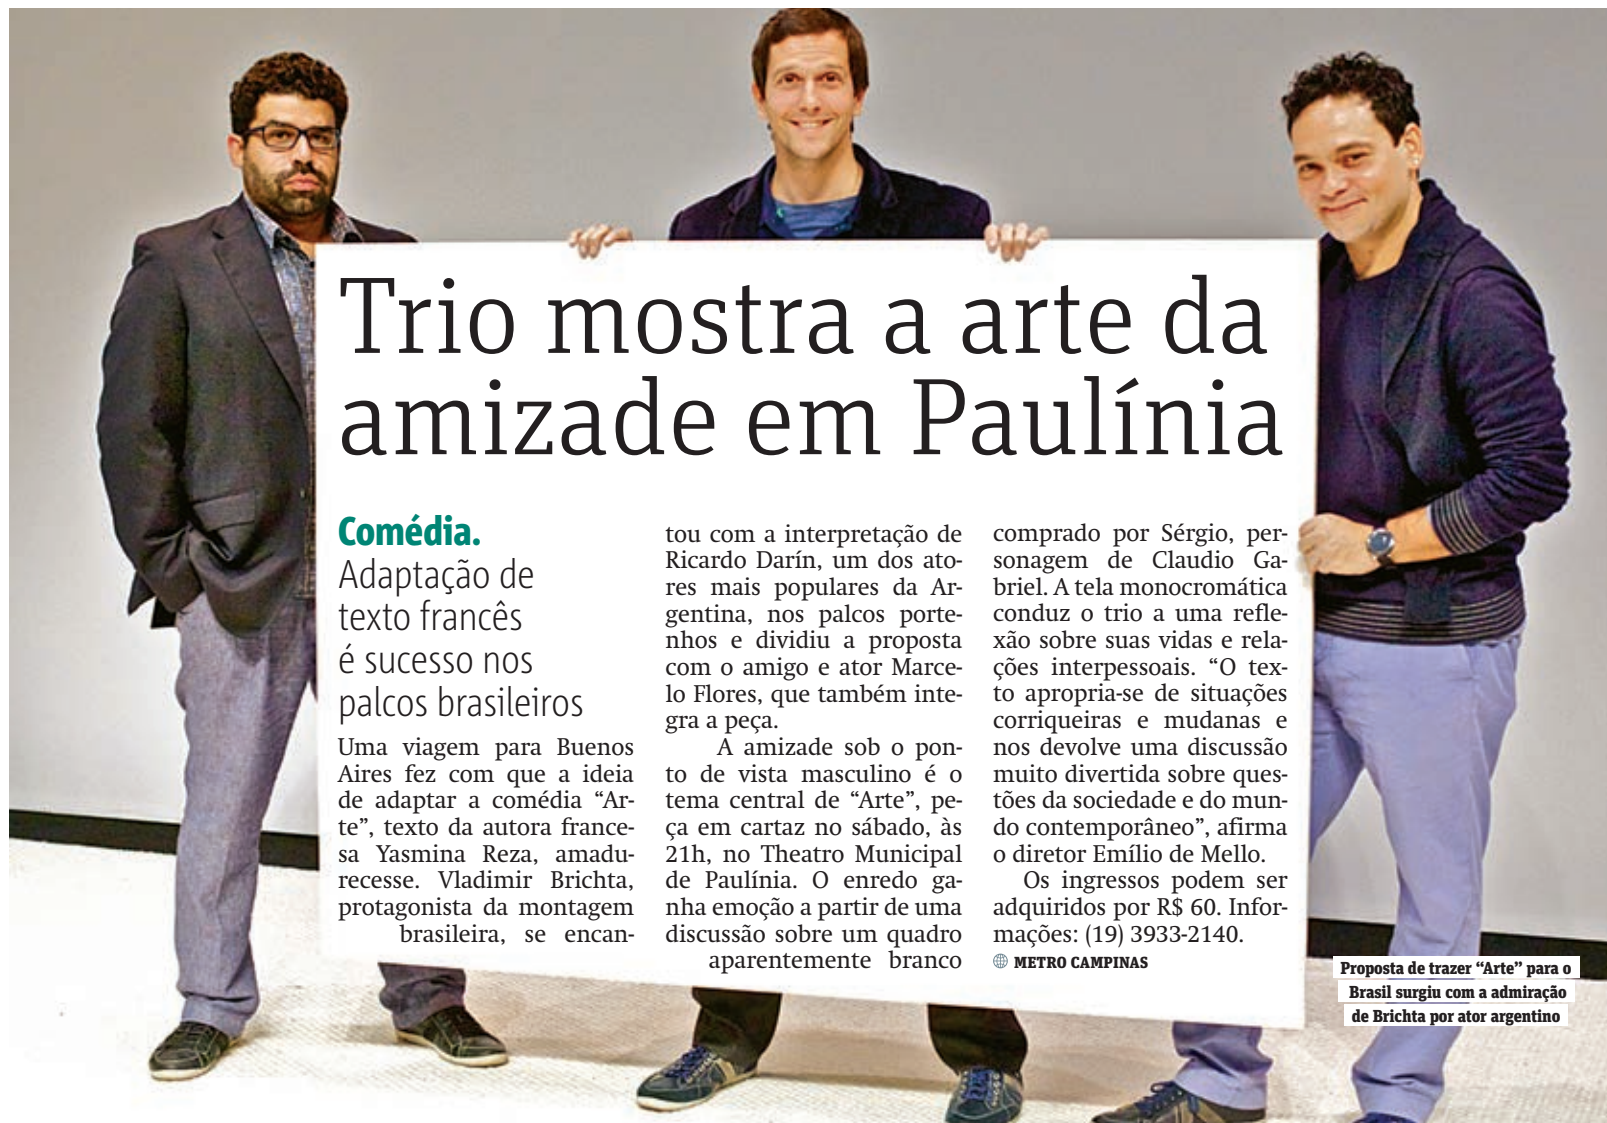 Trio mostra a arte da
amizade em Paulínia
Comédia.
Adaptação de
texto francês
é sucesso nos
palcos brasileiros
Uma viagem para Buenos
Aires fez com que a ideia
de adaptar a comédia “Ar-
te”, texto da autora france-
sa Yasmina Reza, amadu-
recesse. Vladimir Brichta,
protagonista da montagem
brasileira, se encan-
tou com a interpretação de
Ricardo Darín, um dos ato-
res mais populares da Ar-
gentina, nos palcos porte-
nhos e dividiu a proposta
com o amigo e ator Marce-
lo Flores, que também inte-
gra a peça.
A amizade sob o pon-
to de vista masculino é o
tema central de “Arte”, pe-
ça em cartaz no sábado, às
21h, no Theatro Municipal
de Paulínia. O enredo ga-
nha emoção a partir de uma
discussão sobre um quadro
aparentemente branco
comprado por Sérgio, per-
sonagem de Claudio Ga-
briel. A tela monocromática
conduz o trio a uma refle-
xão sobre suas vidas e rela-
ções interpessoais. “O tex-
to apropria-se de situações
corriqueiras e mudanas e
nos devolve uma discussão
muito divertida sobre ques-
tões da sociedade e do mun-
do contemporâneo”, afirma
o diretor Emílio de Mello.
Os ingressos podem ser
adquiridos por R$ 60. Infor-
mações: (19) 3933-2140.
METRO CAMPINAS
Proposta de trazer “Arte” para o
Brasil surgiu com a admiração
de Brichta por ator argentino